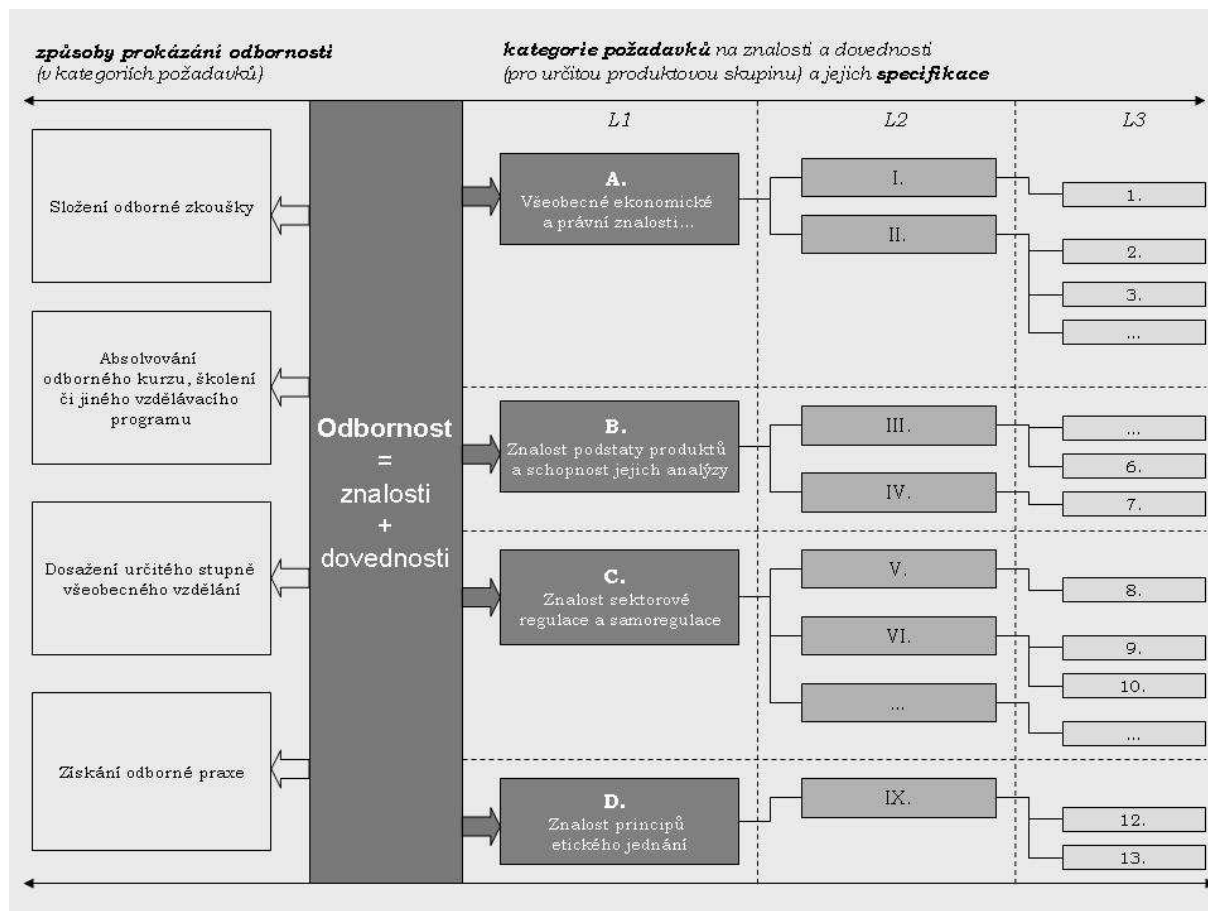 způsoby prokázání odbornosti
(v kategoriích požadavků)
kategorie požadavků na znalosti a dovednosti
(pro určitou produktovou skupinu) a jejich specifikace
L1
L2
L3
Složení odborné zkoušky
Absolvování
odborného kurzu, školení
či jiného vzdělávacího
programu
Dosažení určitého stupně
všeobecného vzdělání
Získání odborné praxe
Odbornost
=
znalosti
+
dovednosti
A.
Všeobecné ekonomické
a právní znalosti...
I.
II.
1.
2.
3.
...
B.
Znalost podstaty produktů
a schopnost jejich analýzy
III.
IV.
...
6.
7.
C.
Znalost sektorové
regulace a samoregulace
V.
VI.
...
8.
9.
10.
...
D.
Znalost principů
etického jednání
IX.
12.
13.